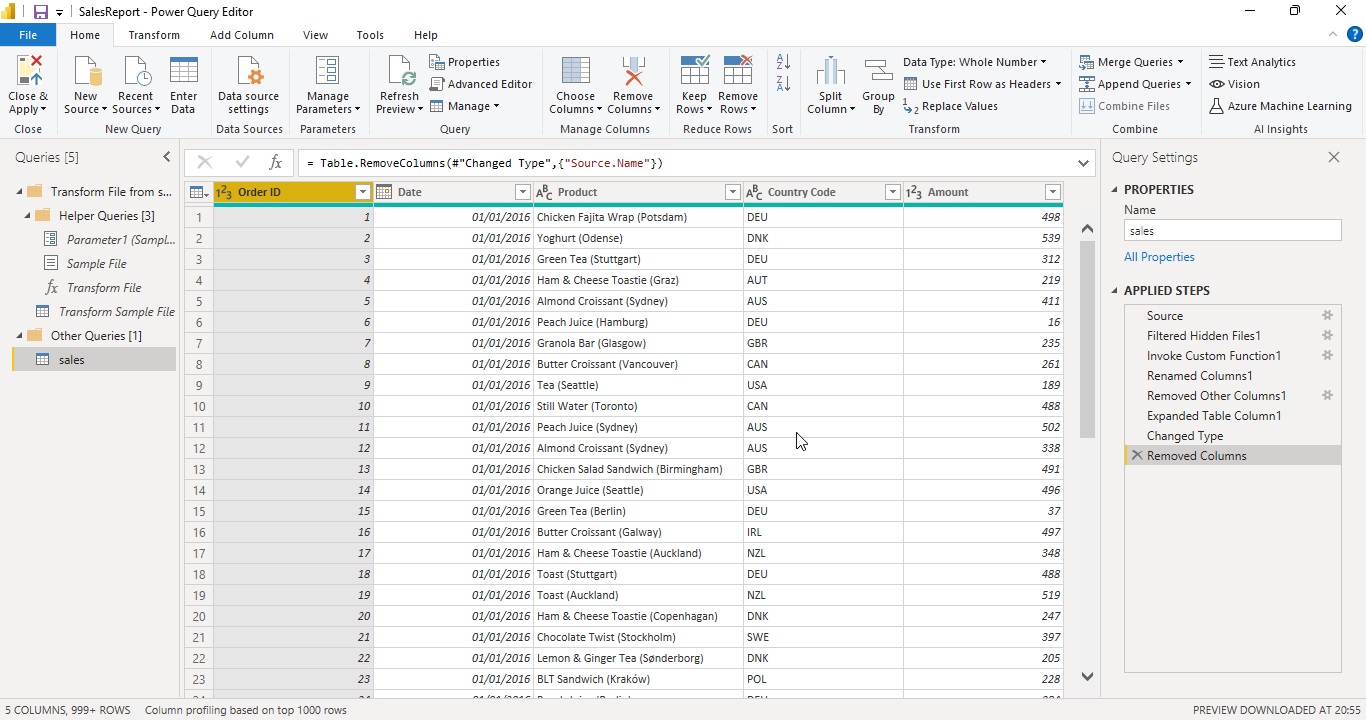 SalesReport - Power Query Editor
File Home Transform Add Column View Tools Help
Close & Apply
Close
New Source
Recent Sources
Enter Data
New Query
Data source settings
Data Sources
Manage Parameters
Parameters
Refresh Preview
Properties
Advanced Editor
Manage
Query
Choose Columns
Remove Columns
Manage Columns
Keep Rows
Remove Rows
Reduce Rows
Sort
Split Column
Group By
Data Type: Whole Number
Use First Row as Headers
Replace Values
Transform
Merge Queries
Append Queries
Combine Files
Combine
Text Analytics
Vision
Azure Machine Learning
AI Insights
Queries [5]
Transform File from s...
Helper Queries [3]
Parameter1 (Sampl...
Sample File
Transform File
Transform Sample File
Other Queries [1]
sales
fx = Table.RemoveColumns(#"Changed Type",{"Source.Name"})
Order ID Date Product Country Code Amount
1 1 01/01/2016 Chicken Fajita Wrap (Potsdam) DEU 498
2 2 01/01/2016 Yoghurt (Odense) DNK 539
3 3 01/01/2016 Green Tea (Stuttgart) DEU 312
4 4 01/01/2016 Ham & Cheese Toastie (Graz) AUT 219
5 5 01/01/2016 Almond Croissant (Sydney) AUS 411
6 6 01/01/2016 Peach Juice (Hamburg) DEU 16
7 7 01/01/2016 Granola Bar (Glasgow) GBR 235
8 8 01/01/2016 Butter Croissant (Vancouver) CAN 261
9 9 01/01/2016 Tea (Seattle) USA 189
10 10 01/01/2016 Still Water (Toronto) CAN 488
11 11 01/01/2016 Peach Juice (Sydney) AUS 502
12 12 01/01/2016 Almond Croissant (Sydney) AUS 338
13 13 01/01/2016 Chicken Salad Sandwich (Birmingham) GBR 491
14 14 01/01/2016 Orange Juice (Seattle) USA 496
15 15 01/01/2016 Green Tea (Berlin) DEU 37
16 16 01/01/2016 Butter Croissant (Galway) IRL 497
17 17 01/01/2016 Ham & Cheese Toastie (Auckland) NZL 348
18 18 01/01/2016 Toast (Stuttgart) DEU 488
19 19 01/01/2016 Toast (Auckland) NZL 519
20 20 01/01/2016 Ham & Cheese Toastie (Copenhagan) DNK 247
21 21 01/01/2016 Chocolate Twist (Stockholm) SWE 397
22 22 01/01/2016 Lemon & Ginger Tea (Sønderborg) DNK 205
23 23 01/01/2016 BLT Sandwich (Kraków) POL 228
Query Settings
PROPERTIES
Name
sales
All Properties
APPLIED STEPS
Source
Filtered Hidden Files1
Invoke Custom Function1
Renamed Columns1
Removed Other Columns1
Expanded Table Column1
Changed Type
Removed Columns
5 COLUMNS, 999+ ROWS Column profiling based on top 1000 rows PREVIEW DOWNLOADED AT 20:55